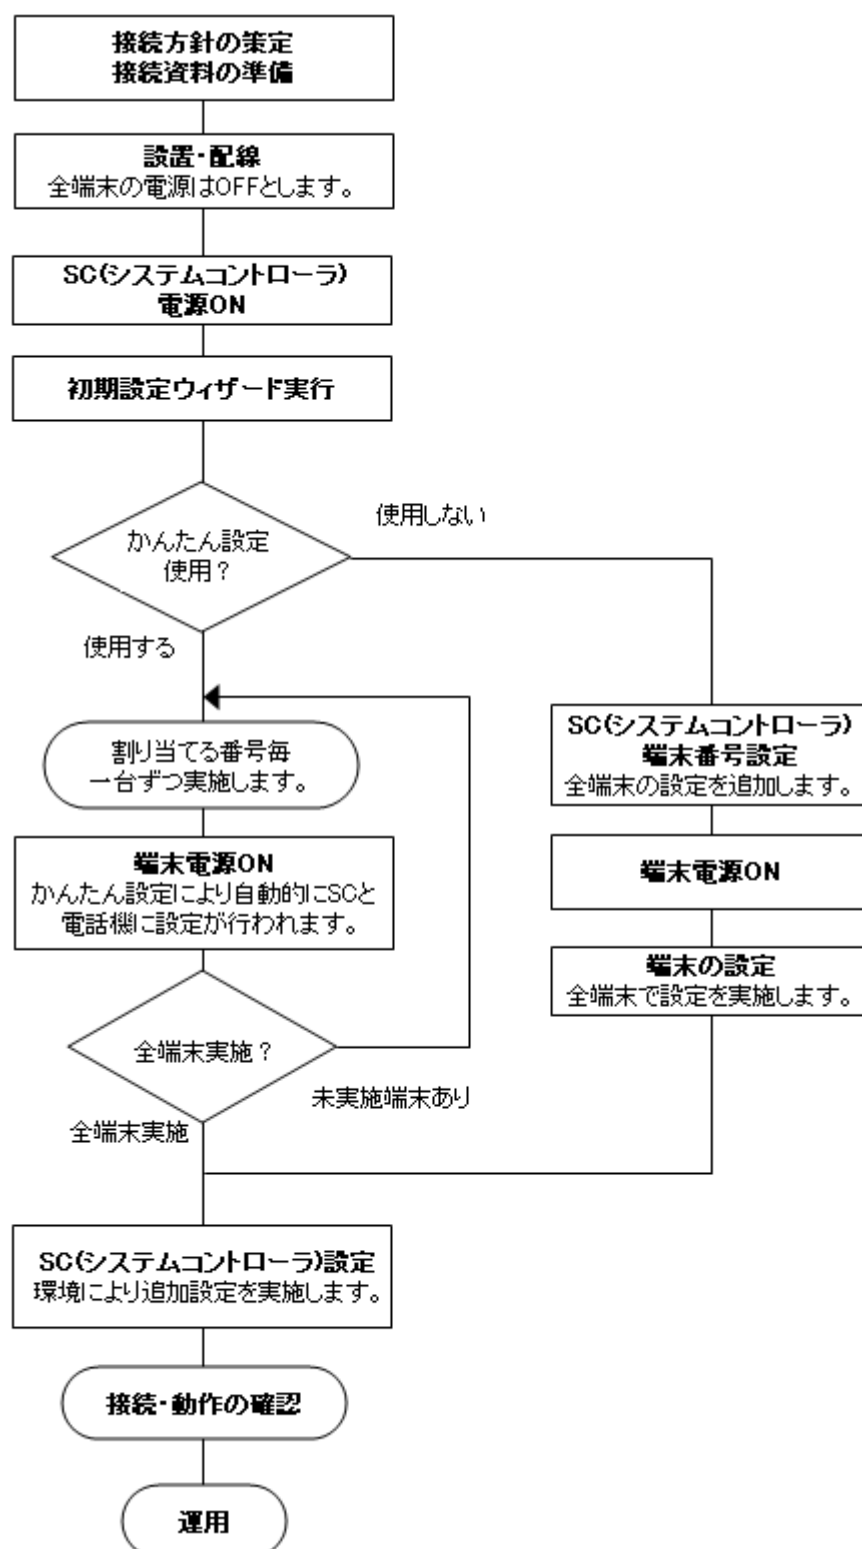 接続方針の策定
接続資料の準備
設置・配線
全端末の電源はOFFとします。
SC(システムコントローラ)
電源ON
初期設定ウィザード実行
かんたん設定
使用？
使用しない
使用する
割り当てる番号毎
一台ずつ実施します。
端末電源ON
かんたん設定により自動的にSCと
電話機に設定が行われます。
全端末実施？
未実施端末あり
全端末実施
SC(システムコントローラ)
端末番号設定
全端末の設定を追加します。
端末電源ON
端末の設定
全端末で設定を実施します。
SC(システムコントローラ)設定
環境により追加設定を実施します。
接続・動作の確認
運用